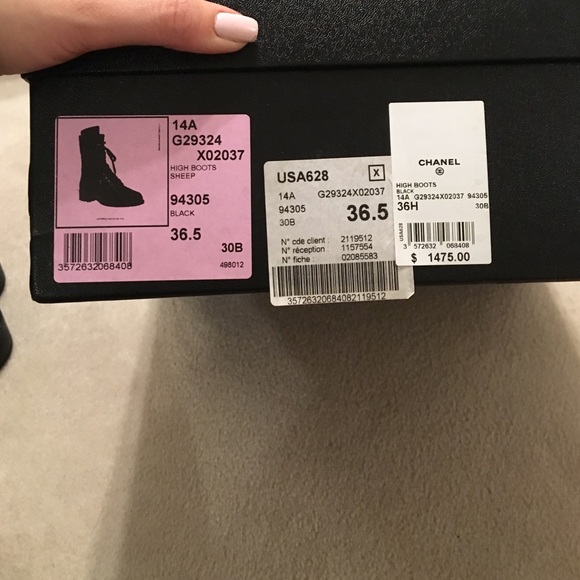 14A
G29324
X02037
HIGH BOOTS
SHEEP
94305
BLACK
36.5
30B
3572632068408
498012
USA628 X
14A G29324X02037
94305 36.5
30B
N° cde client : 2119512
N° réception : 1157554
N° fiche : 02085583
35726320684082119512
CHANEL
HIGH BOOTS
BLACK
14A G29324X02037 94305
36H 30B
USA628
3 572632 068408
$ 1475.00